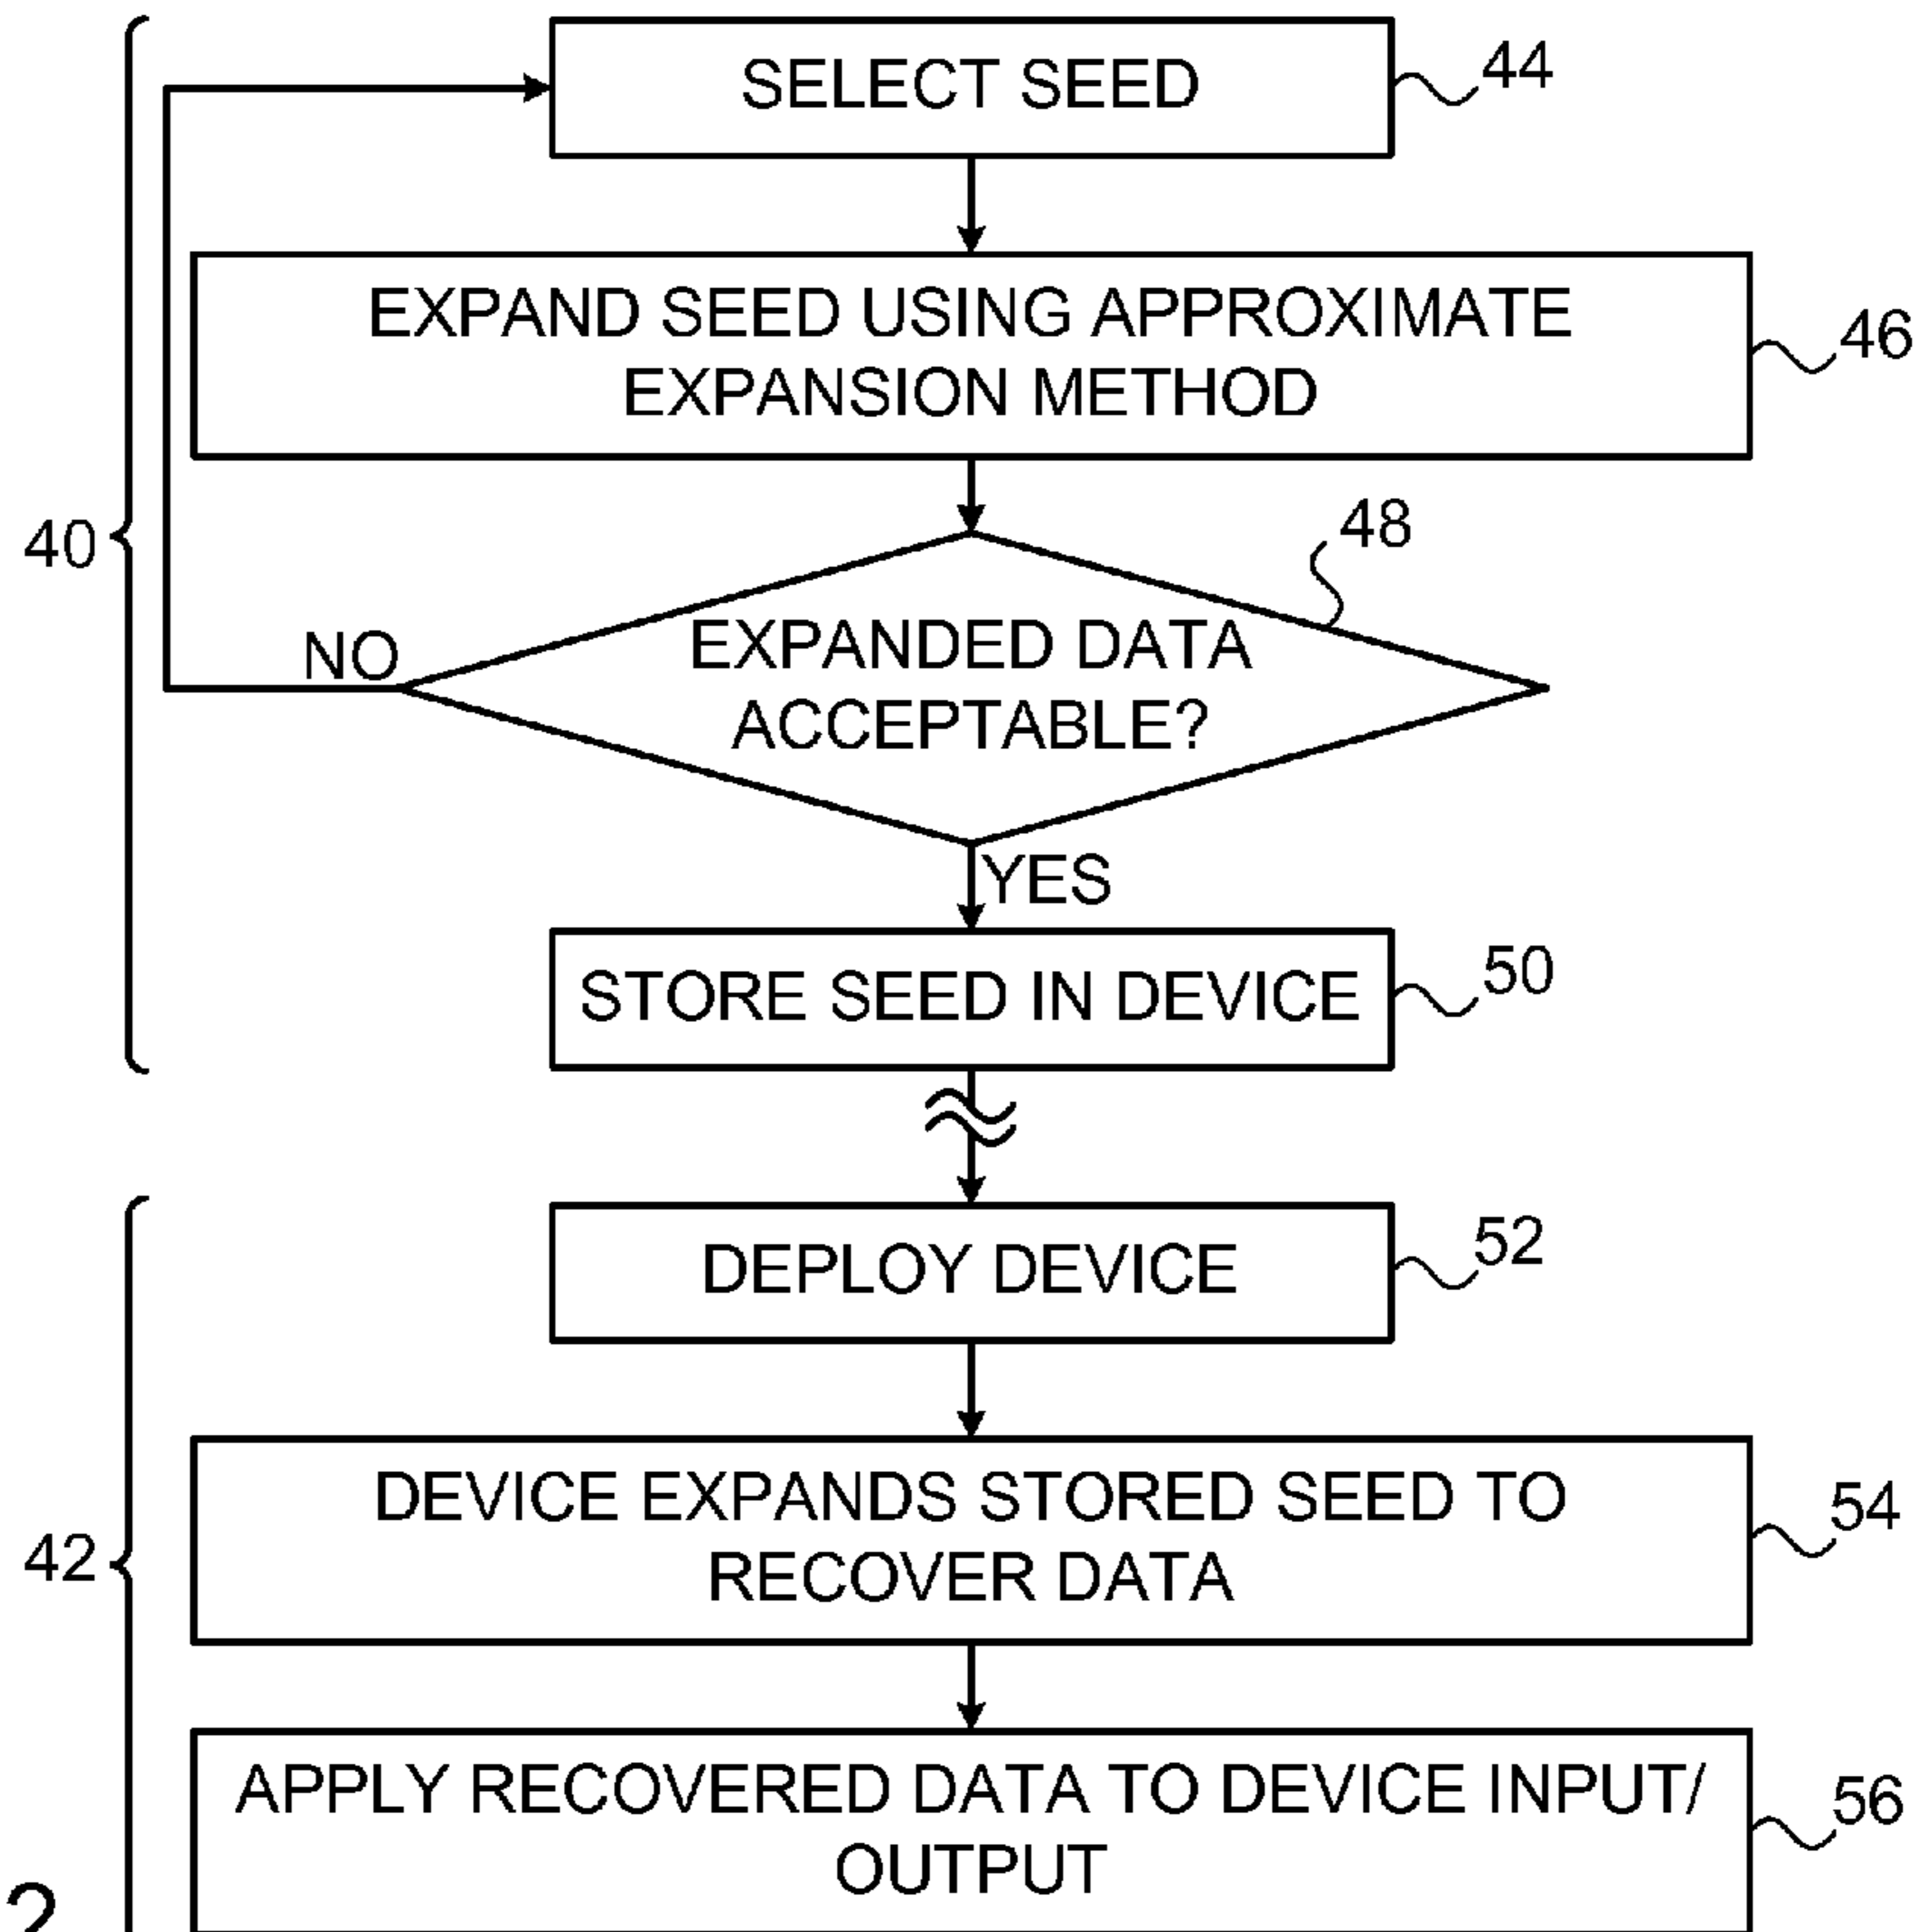 SELECT SEED
44
EXPAND SEED USING APPROXIMATE
EXPANSION METHOD
46
40
48
EXPANDED DATA
ACCEPTABLE?
NO
YES
STORE SEED IN DEVICE
50
DEPLOY DEVICE
52
DEVICE EXPANDS STORED SEED TO
RECOVER DATA
54
42
APPLY RECOVERED DATA TO DEVICE INPUT/
OUTPUT
56
2